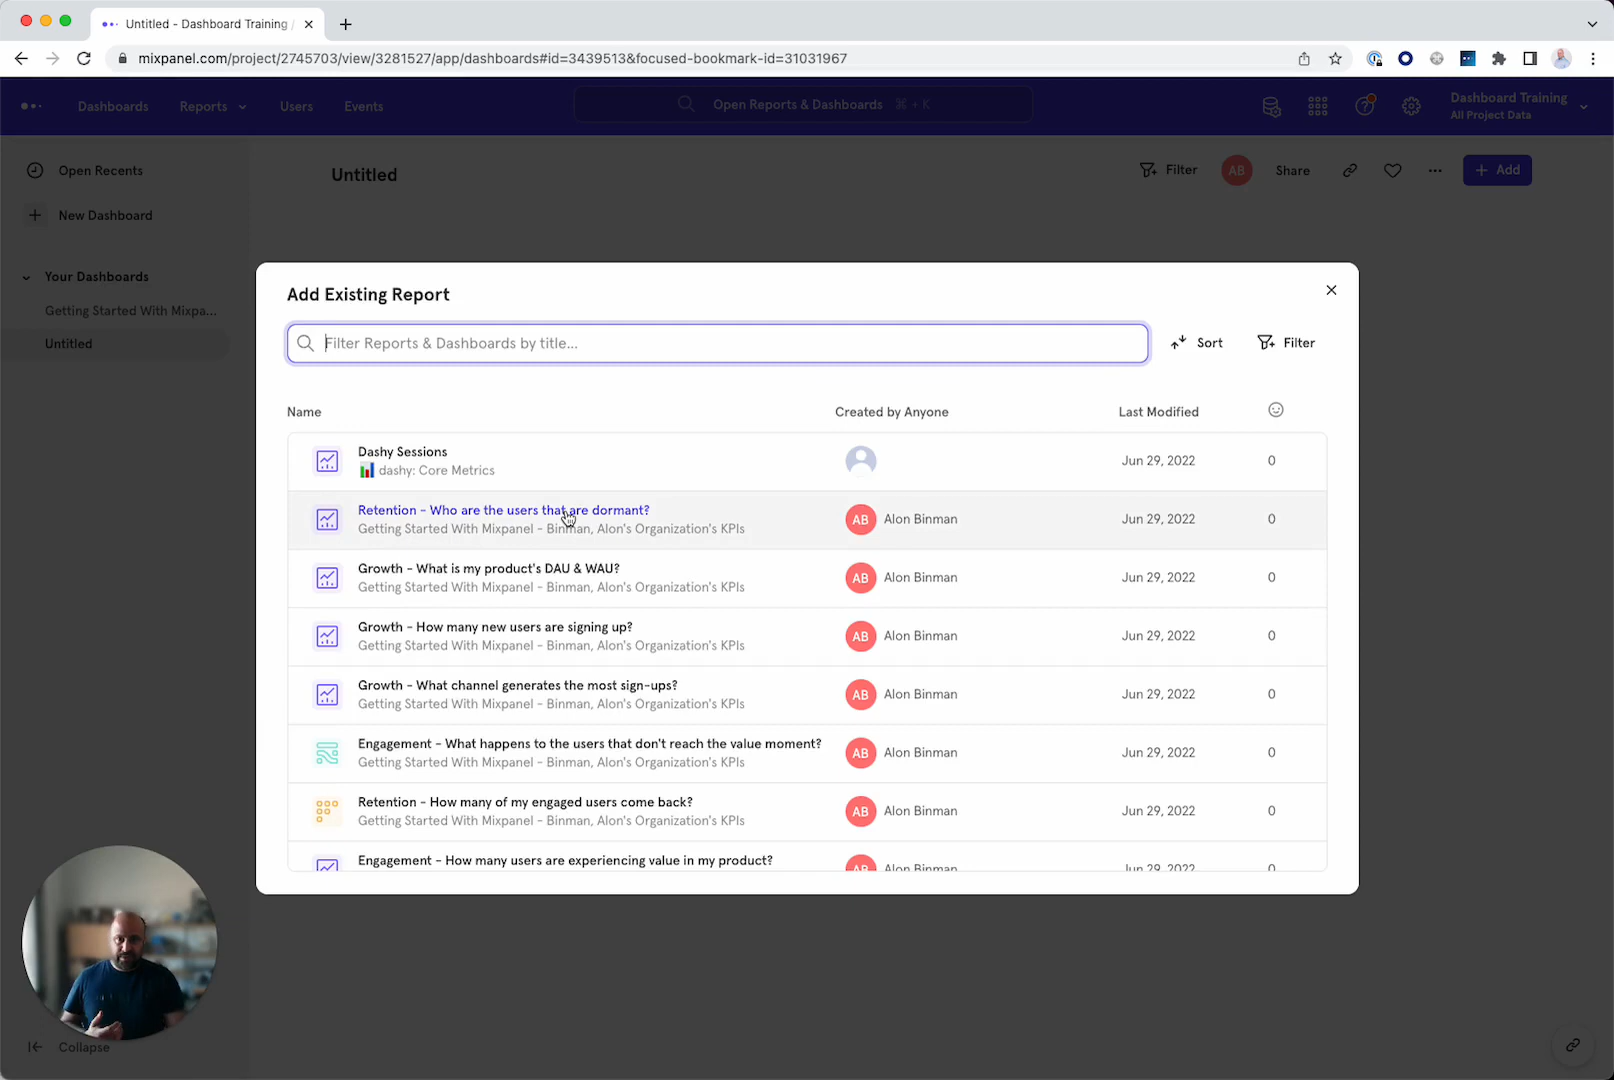 Untitled - Dashboard Training
mixpanel.com/project/2745703/view/3281527/app/dashboards#id=3439513&focused-bookmark-id=31031967
Dashboards
Reports
Users
Events
Open Reports & Dashboards ⌘ + K
Dashboard Training
All Project Data
Open Recents
New Dashboard
Your Dashboards
Getting Started With Mixpa...
Untitled
Untitled
Filter
AB
Share
+ Add
Add Existing Report
Filter Reports & Dashboards by title...
Sort
Filter
Name
Created by Anyone
Last Modified
Dashy Sessions
dashy: Core Metrics
Jun 29, 2022
0
Retention - Who are the users that are dormant?
Getting Started With Mixpanel - Binman, Alon's Organization's KPIs
AB Alon Binman
Jun 29, 2022
0
Growth - What is my product's DAU & WAU?
Getting Started With Mixpanel - Binman, Alon's Organization's KPIs
AB Alon Binman
Jun 29, 2022
0
Growth - How many new users are signing up?
Getting Started With Mixpanel - Binman, Alon's Organization's KPIs
AB Alon Binman
Jun 29, 2022
0
Growth - What channel generates the most sign-ups?
Getting Started With Mixpanel - Binman, Alon's Organization's KPIs
AB Alon Binman
Jun 29, 2022
0
Engagement - What happens to the users that don't reach the value moment?
Getting Started With Mixpanel - Binman, Alon's Organization's KPIs
AB Alon Binman
Jun 29, 2022
0
Retention - How many of my engaged users come back?
Getting Started With Mixpanel - Binman, Alon's Organization's KPIs
AB Alon Binman
Jun 29, 2022
0
Engagement - How many users are experiencing value in my product?
AB Alon Binman
Jun 29, 2022
0
Collapse